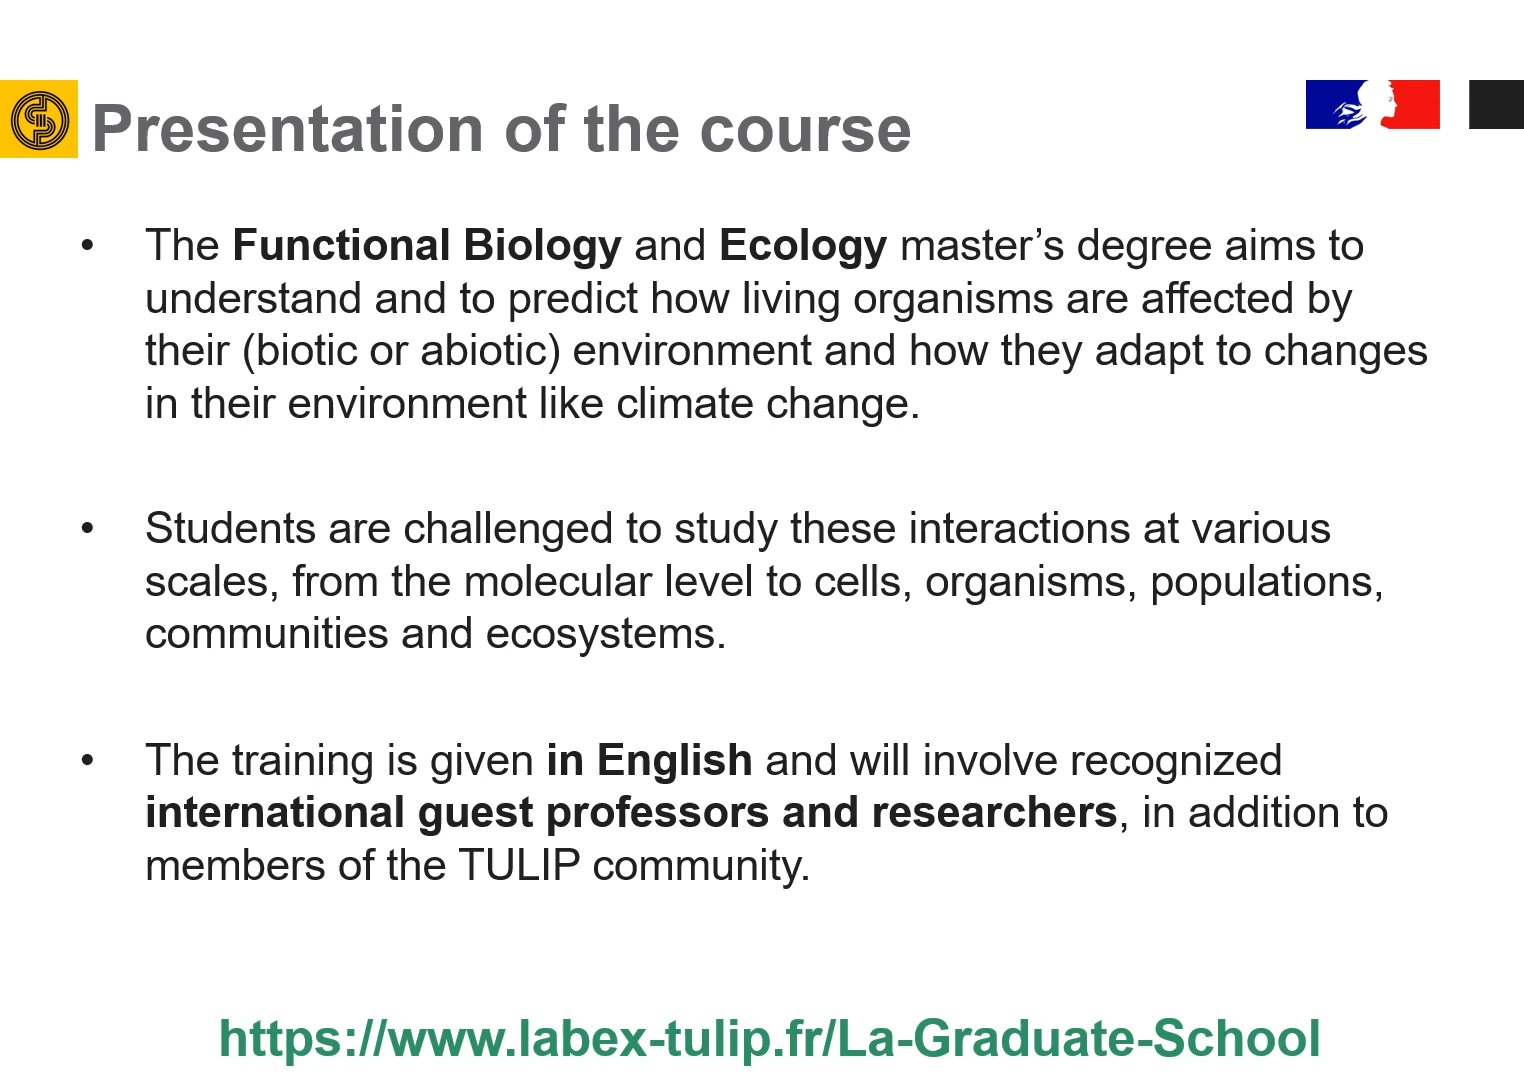 Presentation of the course
• The Functional Biology and Ecology master’s degree aims to
understand and to predict how living organisms are affected by
their (biotic or abiotic) environment and how they adapt to changes
in their environment like climate change.
• Students are challenged to study these interactions at various
scales, from the molecular level to cells, organisms, populations,
communities and ecosystems.
• The training is given in English and will involve recognized
international guest professors and researchers, in addition to
members of the TULIP community.
https://www.labex-tulip.fr/La-Graduate-School